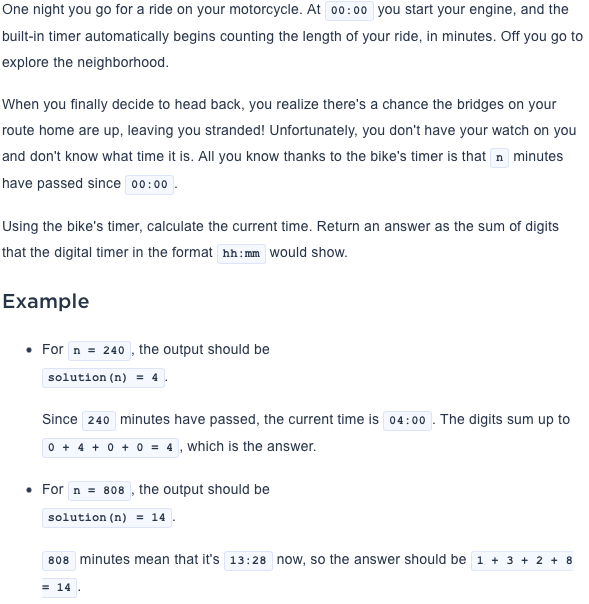 One night you go for a ride on your motorcycle. At 00:00 you start your engine, and the
built-in timer automatically begins counting the length of your ride, in minutes. Off you go to
explore the neighborhood.
When you finally decide to head back, you realize there's a chance the bridges on your
route home are up, leaving you stranded! Unfortunately, you don't have your watch on you
and don't know what time it is. All you know thanks to the bike's timer is that n minutes
have passed since 00:00.
Using the bike's timer, calculate the current time. Return an answer as the sum of digits
that the digital timer in the format hh:mm would show.
Example
• For n = 240, the output should be
solution(n) = 4.
Since 240 minutes have passed, the current time is 04:00. The digits sum up to
0 + 4 + 0 + 0 = 4, which is the answer.
• For n = 808, the output should be
solution(n) = 14.
808 minutes mean that it's 13:28 now, so the answer should be 1 + 3 + 2 + 8
= 14.